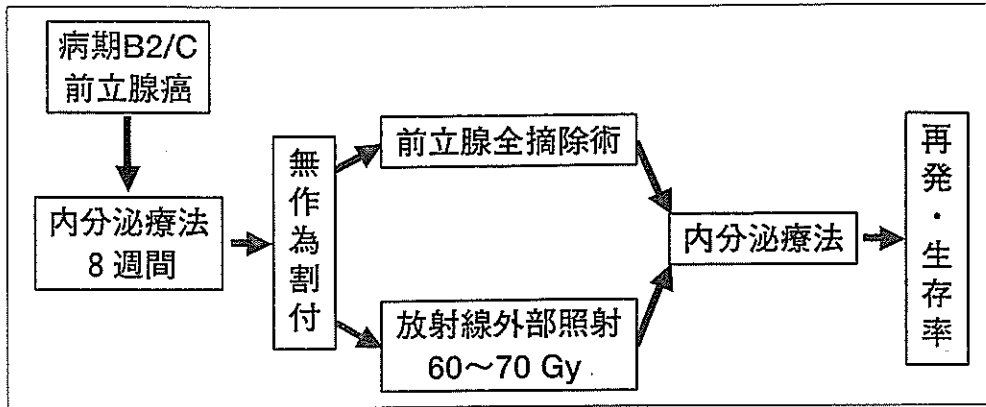 病期B2/C
前立腺癌
内分泌療法
8週間
無作為割付
前立腺全摘除術
放射線外部照射
60〜70 Gy
内分泌療法
再発・生存率